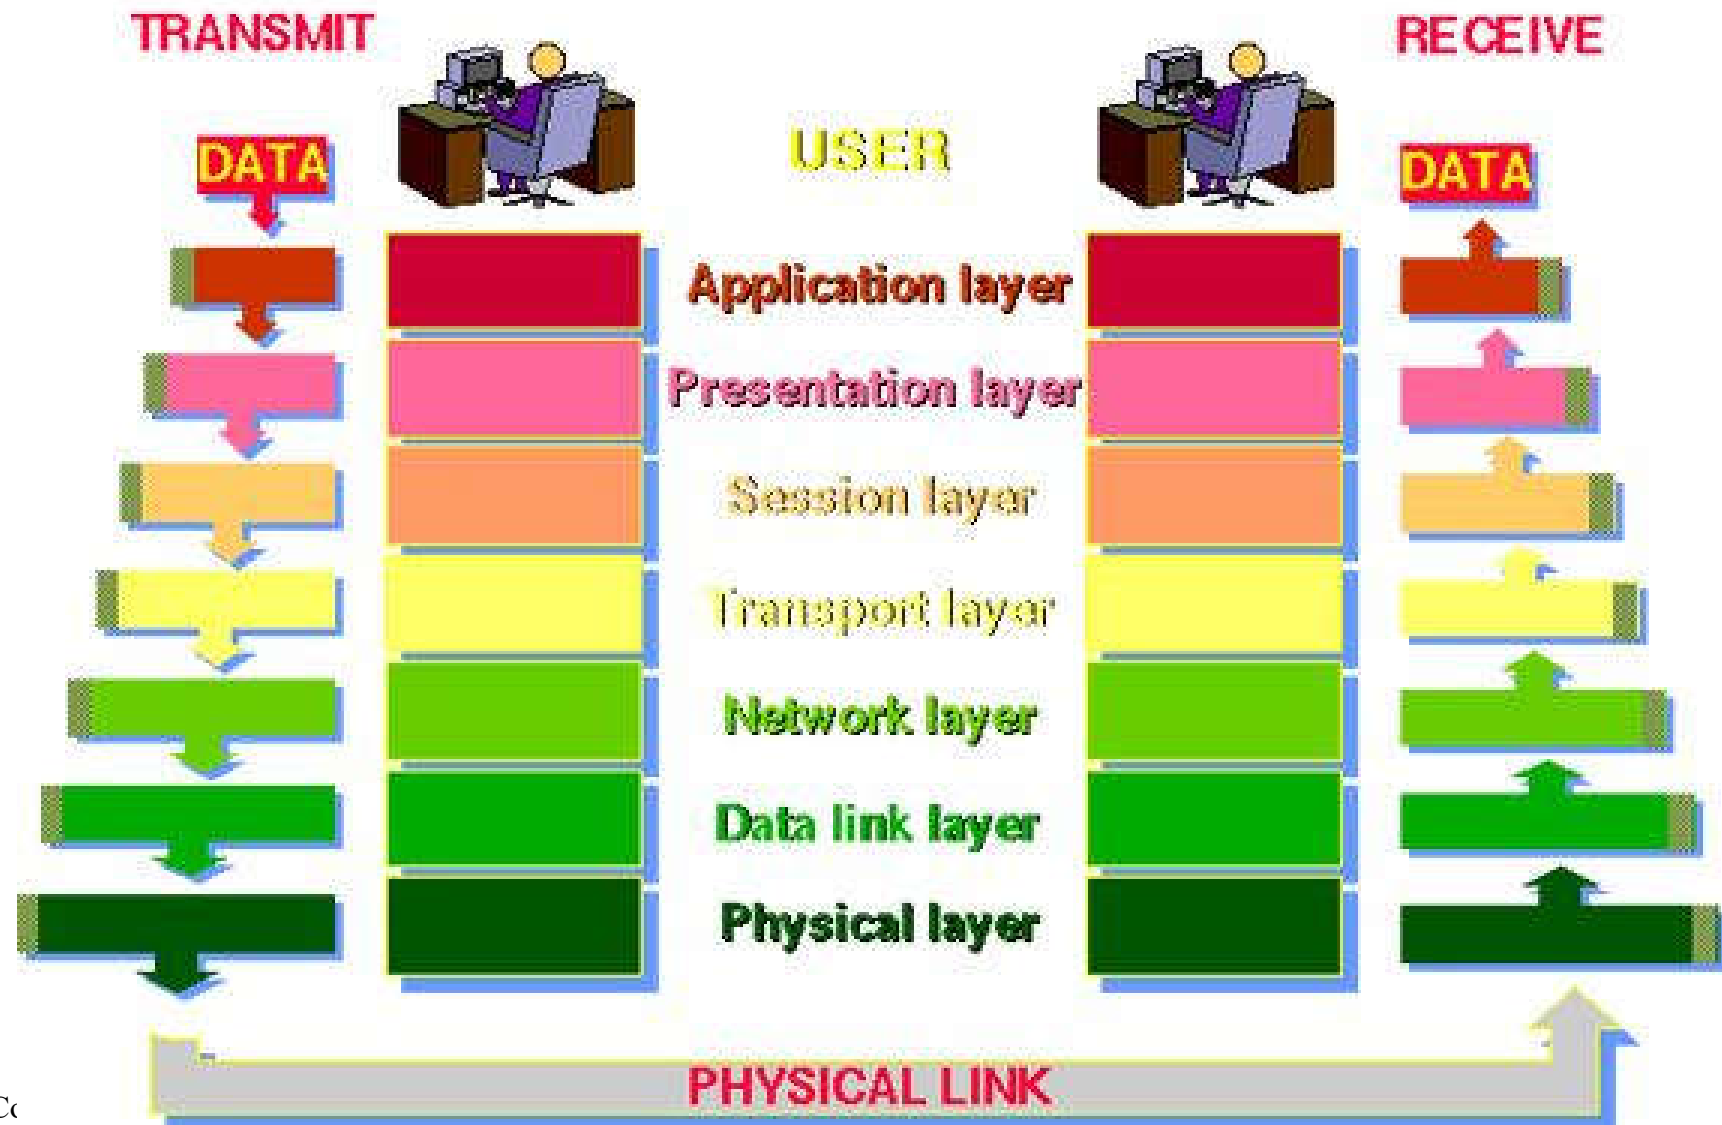 TRANSMIT
RECEIVE
USER
DATA
DATA
Application layer
Presentation layer
Session layer
Transport layer
Network layer
Data link layer
Physical layer
PHYSICAL LINK